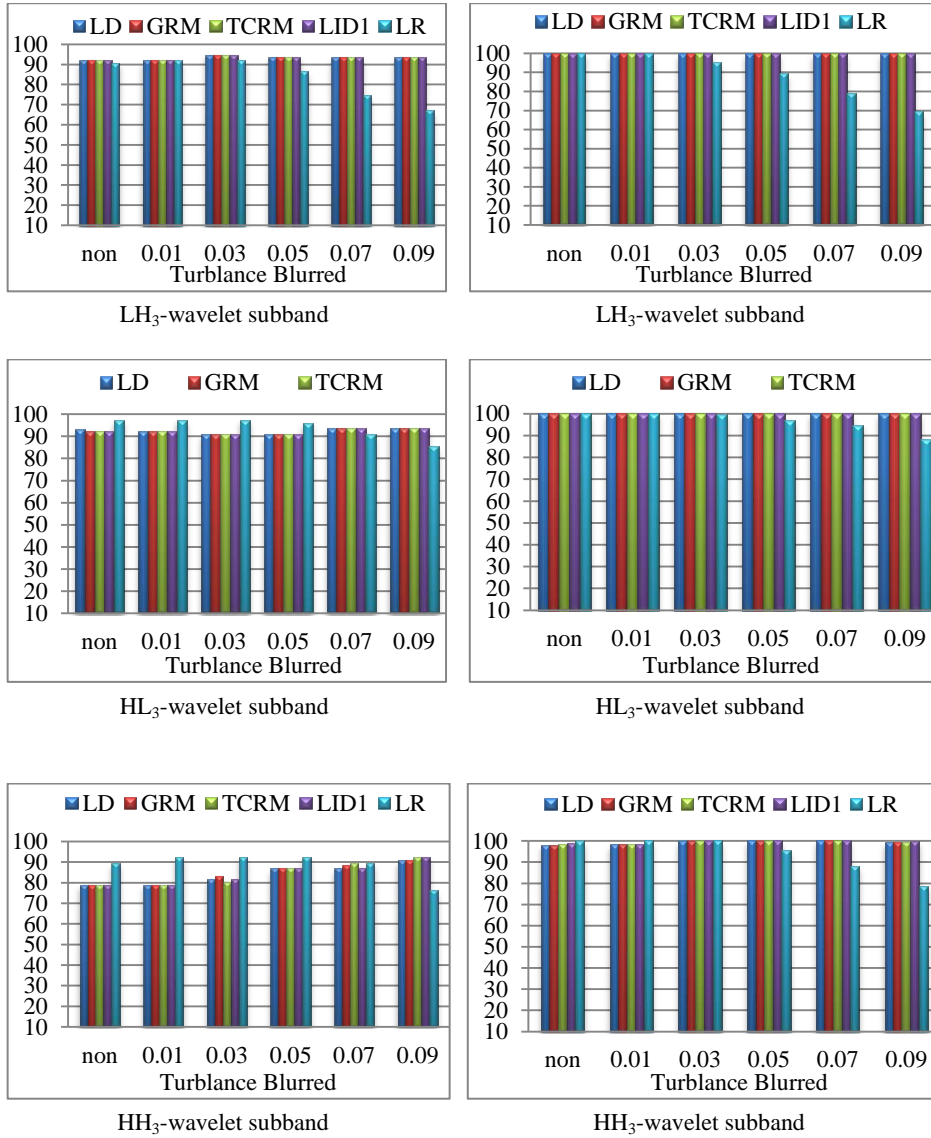 LD GRM TCRM LID1 LR
100
90
80
70
60
50
40
30
20
10
non 0.01 0.03 0.05 0.07 0.09
Turblance Blurred
LH₃-wavelet subband
LD GRM TCRM LID1 LR
100
90
80
70
60
50
40
30
20
10
non 0.01 0.03 0.05 0.07 0.09
Turblance Blurred
LH₃-wavelet subband
LD GRM TCRM
100
90
80
70
60
50
40
30
20
10
non 0.01 0.03 0.05 0.07 0.09
Turblance Blurred
HL₃-wavelet subband
LD GRM TCRM
100
90
80
70
60
50
40
30
20
10
non 0.01 0.03 0.05 0.07 0.09
Turblance Blurred
HL₃-wavelet subband
LD GRM TCRM LID1 LR
100
90
80
70
60
50
40
30
20
10
non 0.01 0.03 0.05 0.07 0.09
Turblance Blurred
HH₃-wavelet subband
LD GRM TCRM LID1 LR
100
90
80
70
60
50
40
30
20
10
non 0.01 0.03 0.05 0.07 0.09
Turblance Blurred
HH₃-wavelet subband